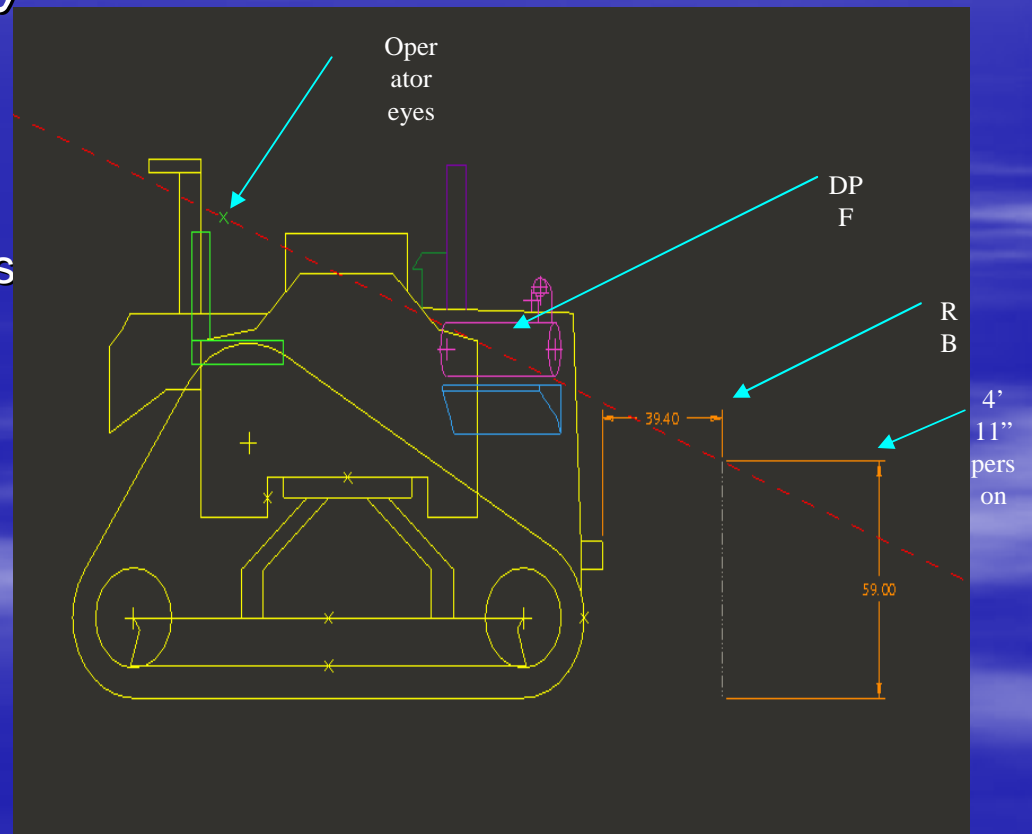 y
Oper
ator
eyes
DP
F
s
R
B
4’
11”
pers
on
39.40
59.00